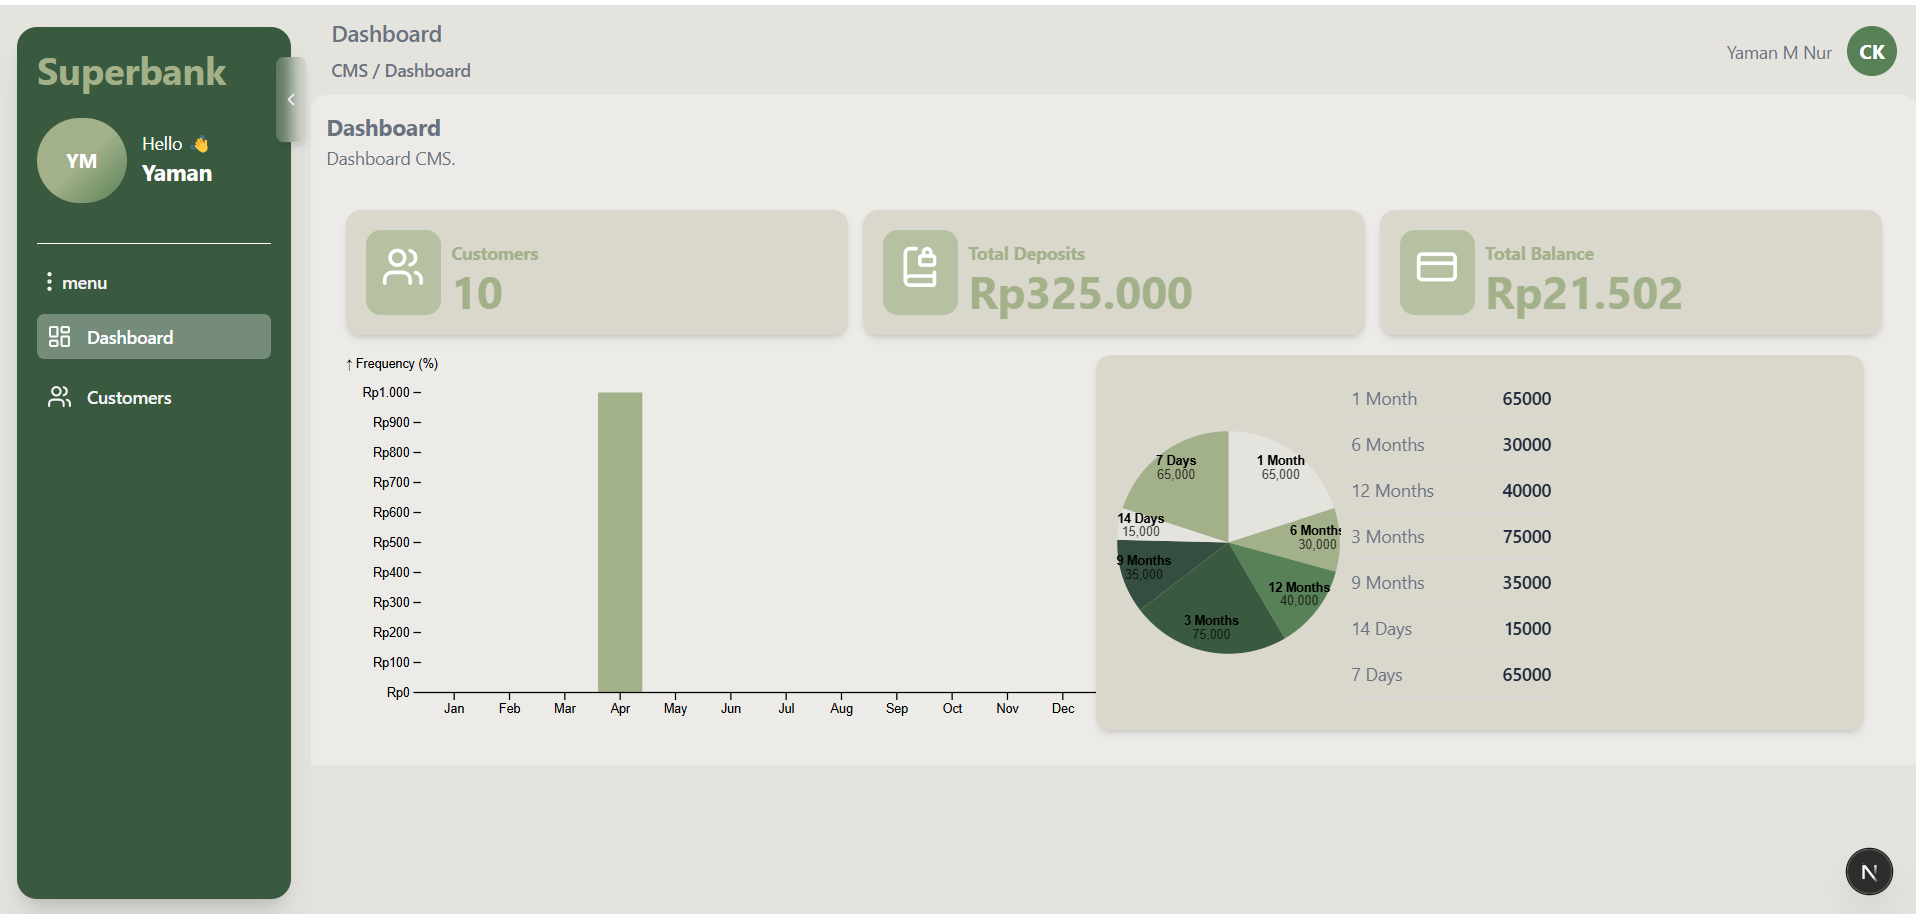 Superbank
YM
Hello 👋
Yaman
menu
Dashboard
Customers
Dashboard
CMS / Dashboard
Yaman M Nur
CK
Dashboard
Dashboard CMS.
Customers
10
Total Deposits
Rp325.000
Total Balance
Rp21.502
↑ Frequency (%)
Rp1.000
Rp900
Rp800
Rp700
Rp600
Rp500
Rp400
Rp300
Rp200
Rp100
Rp0
Jan Feb Mar Apr May Jun Jul Aug Sep Oct Nov Dec
7 Days
65,000
1 Month
65,000
14 Days
15,000
6 Months
30,000
9 Months
35,000
12 Months
40,000
3 Months
75,000
1 Month 65000
6 Months 30000
12 Months 40000
3 Months 75000
9 Months 35000
14 Days 15000
7 Days 65000
N